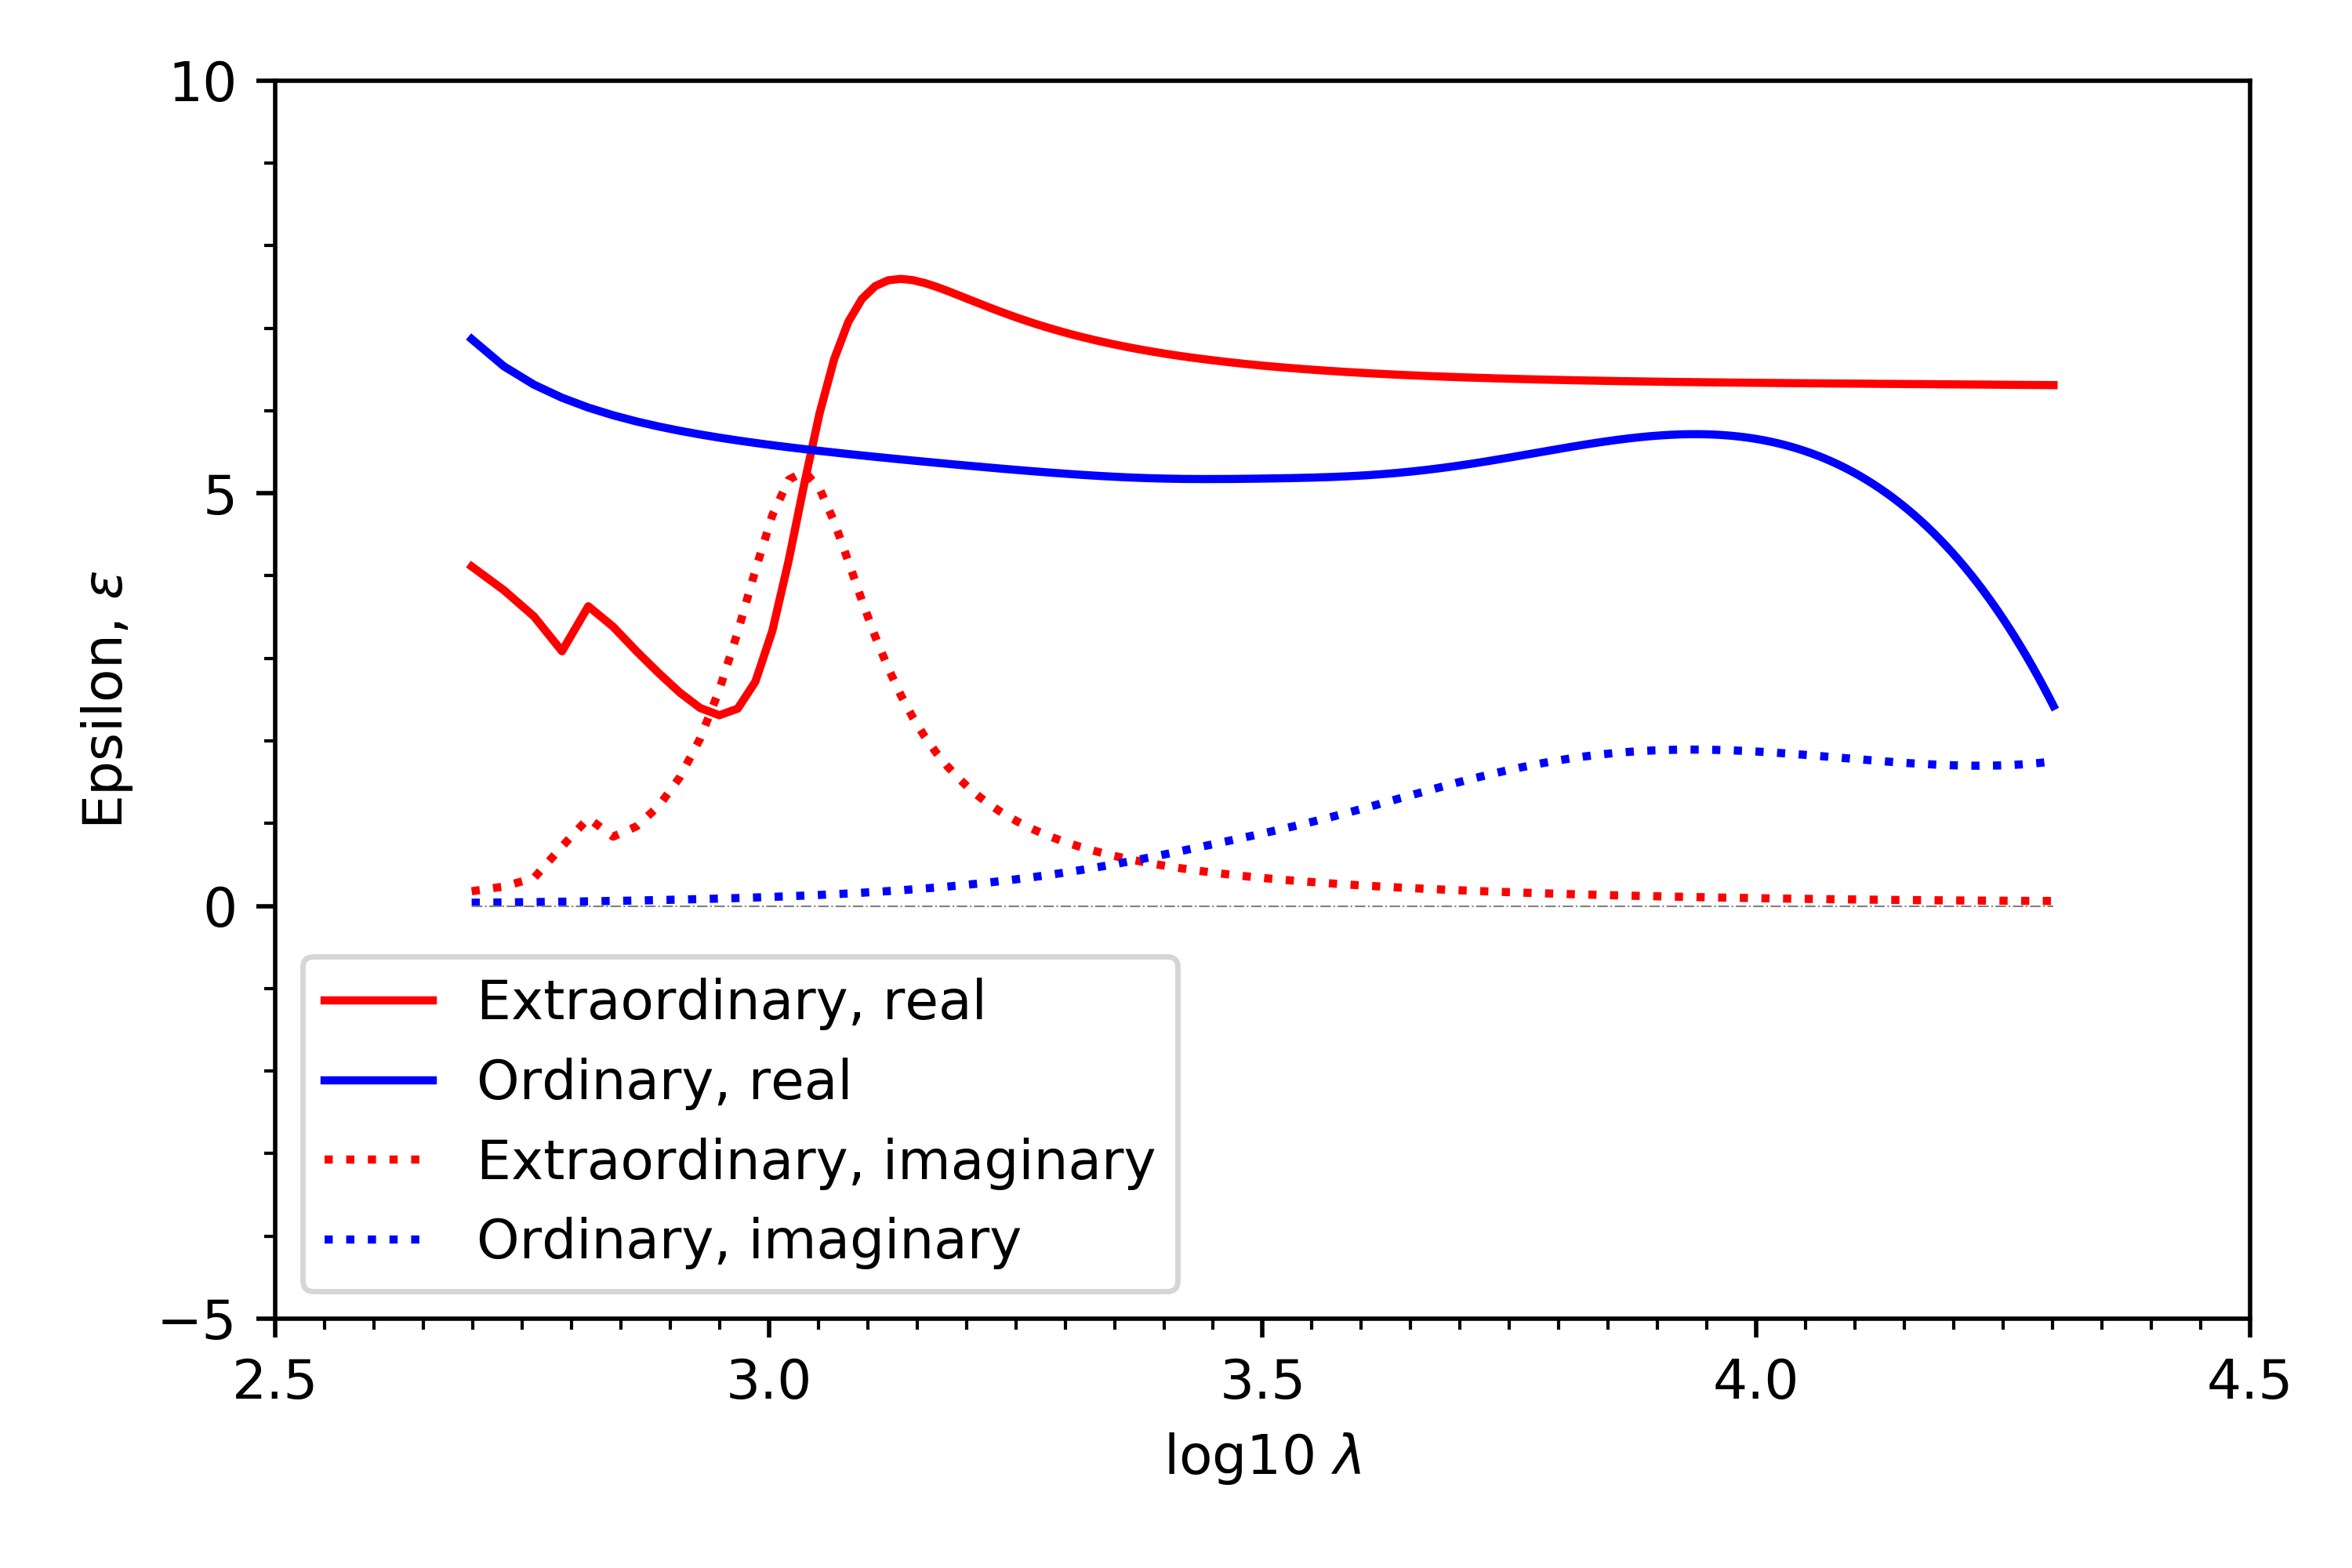 10
5
0
−5
Epsilon, ε
Extraordinary, real
Ordinary, real
Extraordinary, imaginary
Ordinary, imaginary
2.5 3.0 3.5 4.0 4.5
log10 λ